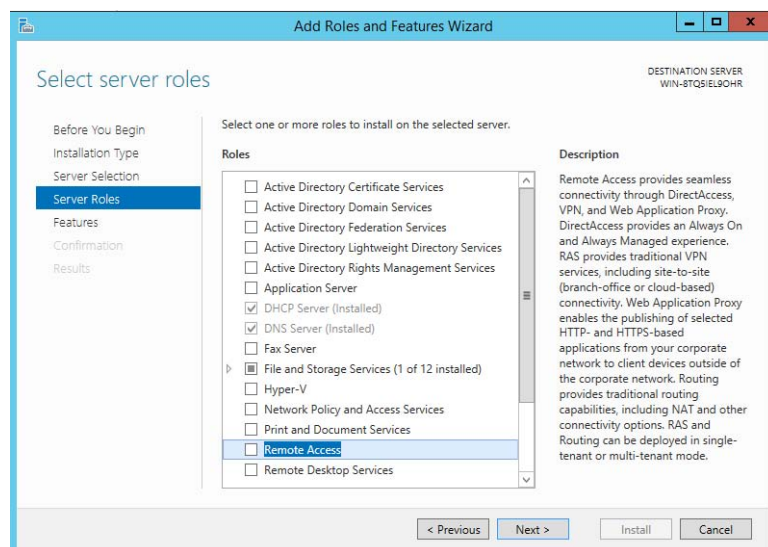 Add Roles and Features Wizard
Select server roles
DESTINATION SERVER
WIN-8TQ5IEL9OHR
Before You Begin
Installation Type
Server Selection
Server Roles
Features
Confirmation
Results
Select one or more roles to install on the selected server.
Roles
Active Directory Certificate Services
Active Directory Domain Services
Active Directory Federation Services
Active Directory Lightweight Directory Services
Active Directory Rights Management Services
Application Server
DHCP Server (Installed)
DNS Server (Installed)
Fax Server
File and Storage Services (1 of 12 installed)
Hyper-V
Network Policy and Access Services
Print and Document Services
Remote Access
Remote Desktop Services
Description
Remote Access provides seamless
connectivity through DirectAccess,
VPN, and Web Application Proxy.
DirectAccess provides an Always On
and Always Managed experience.
RAS provides traditional VPN
services, including site-to-site
(branch-office or cloud-based)
connectivity. Web Application Proxy
enables the publishing of selected
HTTP- and HTTPS-based
applications from your corporate
network to client devices outside of
the corporate network. Routing
provides traditional routing
capabilities, including NAT and other
connectivity options. RAS and
Routing can be deployed in single-
tenant or multi-tenant mode.
< Previous
Next >
Install
Cancel